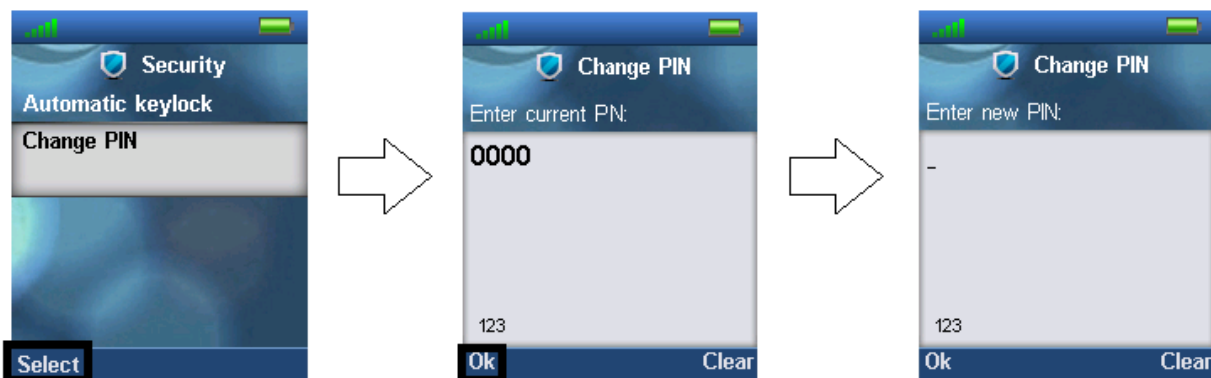 Security
Automatic keylock
Change PIN
Select
Change PIN
Enter current PN:
0000
123
Ok Clear
Change PIN
Enter new PIN:
_
123
Ok Clear